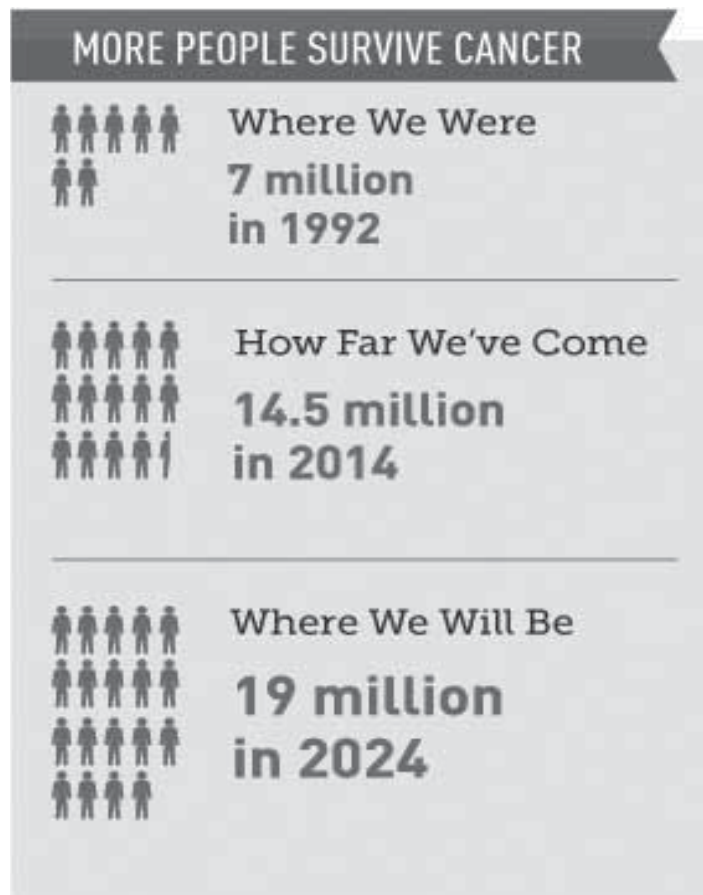 MORE PEOPLE SURVIVE CANCER
Where We Were
7 million
in 1992
How Far We've Come
14.5 million
in 2014
Where We Will Be
19 million
in 2024